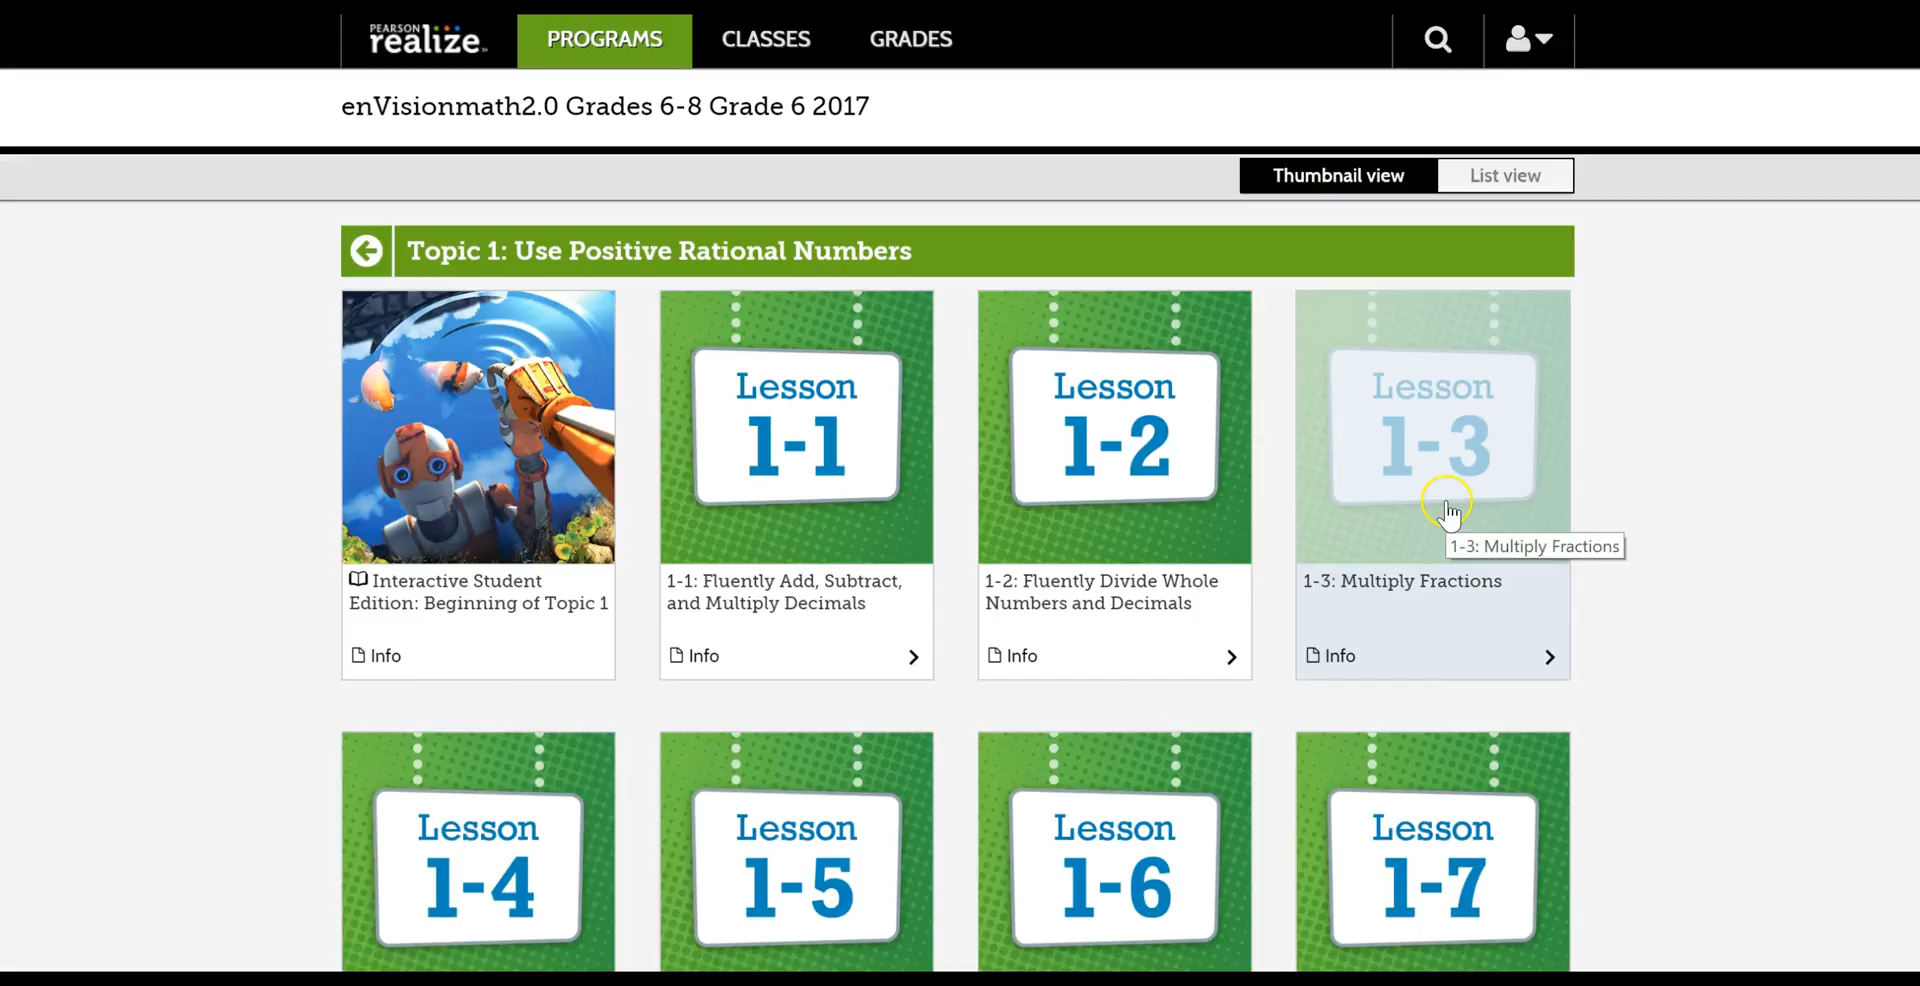 PEARSON
realize
PROGRAMS
CLASSES
GRADES
enVisionmath2.0 Grades 6-8 Grade 6 2017
Thumbnail view
List view
Topic 1: Use Positive Rational Numbers
Lesson
1-1
Lesson
1-2
Lesson
1-3
1-3: Multiply Fractions
Interactive Student
Edition: Beginning of Topic 1
Info
1-1: Fluently Add, Subtract,
and Multiply Decimals
Info
1-2: Fluently Divide Whole
Numbers and Decimals
Info
1-3: Multiply Fractions
Info
Lesson
1-4
Lesson
1-5
Lesson
1-6
Lesson
1-7